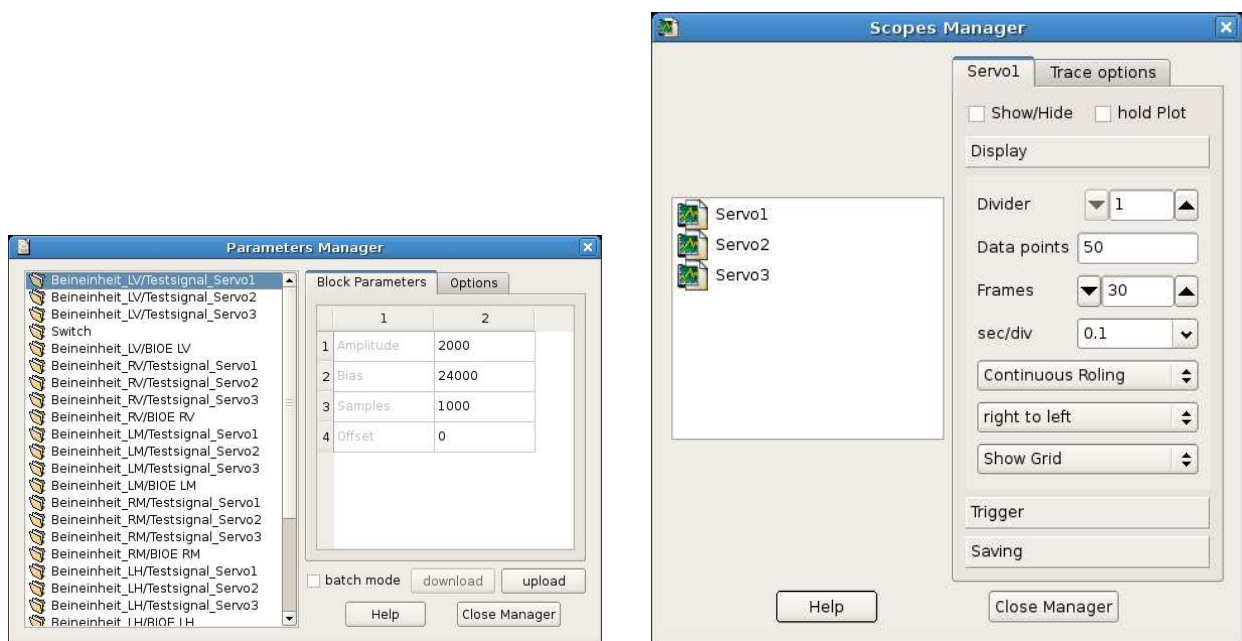 Parameters Manager
Beineinheit_LV/Testsignal_Servo1
Beineinheit_LV/Testsignal_Servo2
Beineinheit_LV/Testsignal_Servo3
Switch
Beineinheit_LV/BIOE LV
Beineinheit_RV/Testsignal_Servo1
Beineinheit_RV/Testsignal_Servo2
Beineinheit_RV/Testsignal_Servo3
Beineinheit_RV/BIOE RV
Beineinheit_LM/Testsignal_Servo1
Beineinheit_LM/Testsignal_Servo2
Beineinheit_LM/Testsignal_Servo3
Beineinheit_LM/BIOE LM
Beineinheit_RM/Testsignal_Servo1
Beineinheit_RM/Testsignal_Servo2
Beineinheit_RM/Testsignal_Servo3
Beineinheit_RM/BIOE RM
Beineinheit_LH/Testsignal_Servo1
Beineinheit_LH/Testsignal_Servo2
Beineinheit_LH/Testsignal_Servo3
Beineinheit_LH/BIOE LH
Block Parameters Options
1 2
1 Amplitude 2000
2 Bias 24000
3 Samples 1000
4 Offset 0
batch mode download upload
Help Close Manager
Scopes Manager
Servo1
Servo2
Servo3
Servo1 Trace options
Show/Hide hold Plot
Display
Divider 1
Data points 50
Frames 30
sec/div 0.1
Continuous Roling
right to left
Show Grid
Trigger
Saving
Help Close Manager